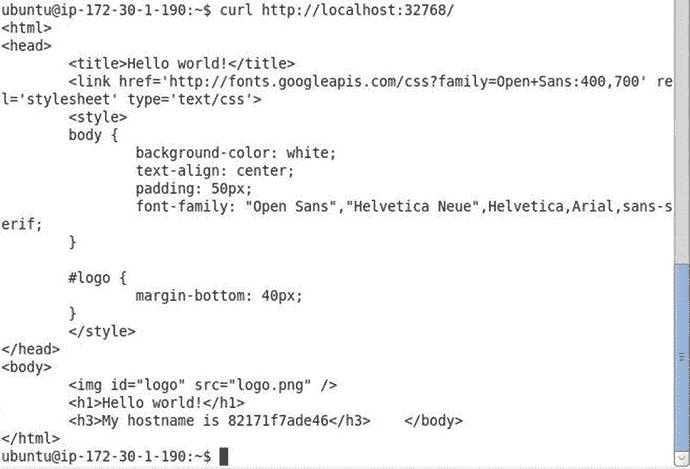 ubuntu@ip-172-30-1-190:~$ curl http://localhost:32768/
<html>
<head>
        <title>Hello world!</title>
        <link href='http://fonts.googleapis.com/css?family=Open+Sans:400,700' re
l='stylesheet' type='text/css'>
        <style>
        body {
                background-color: white;
                text-align: center;
                padding: 50px;
                font-family: "Open Sans","Helvetica Neue",Helvetica,Arial,sans-s
erif;
        }

        #logo {
                margin-bottom: 40px;
        }
        </style>
</head>
<body>
        <img id="logo" src="logo.png" />
        <h1>Hello world!</h1>
        <h3>My hostname is 82171f7ade46</h3>    </body>
</html>
ubuntu@ip-172-30-1-190:~$